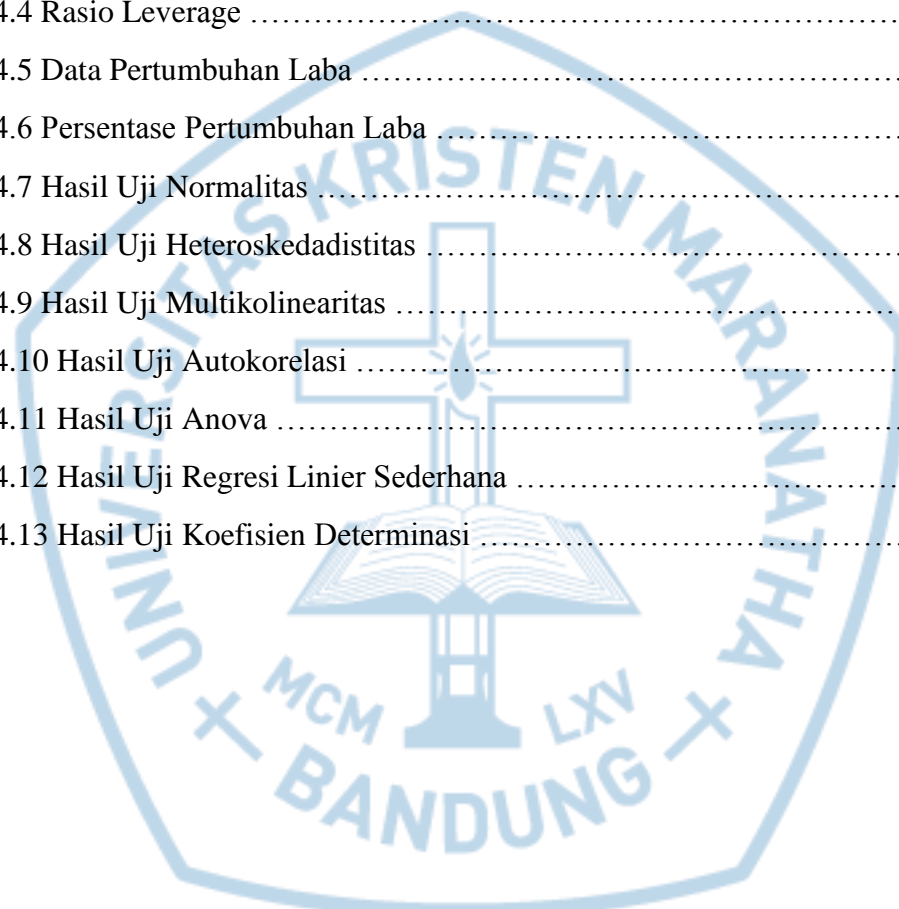 4.4 Rasio Leverage ……………………………………………………
4.5 Data Pertumbuhan Laba ……………………………………………
4.6 Persentase Pertumbuhan Laba ………………………………………
4.7 Hasil Uji Normalitas …………………………………………………
4.8 Hasil Uji Heteroskedadistitas ………………………………………
4.9 Hasil Uji Multikolinearitas …………………………………………
4.10 Hasil Uji Autokorelasi ……………………………………………
4.11 Hasil Uji Anova ……………………………………………………
4.12 Hasil Uji Regresi Linier Sederhana ………………………………
4.13 Hasil Uji Koefisien Determinasi …………………………………
UNIVERSITAS KRISTEN MARANATHA
MCM LXV
BANDUNG